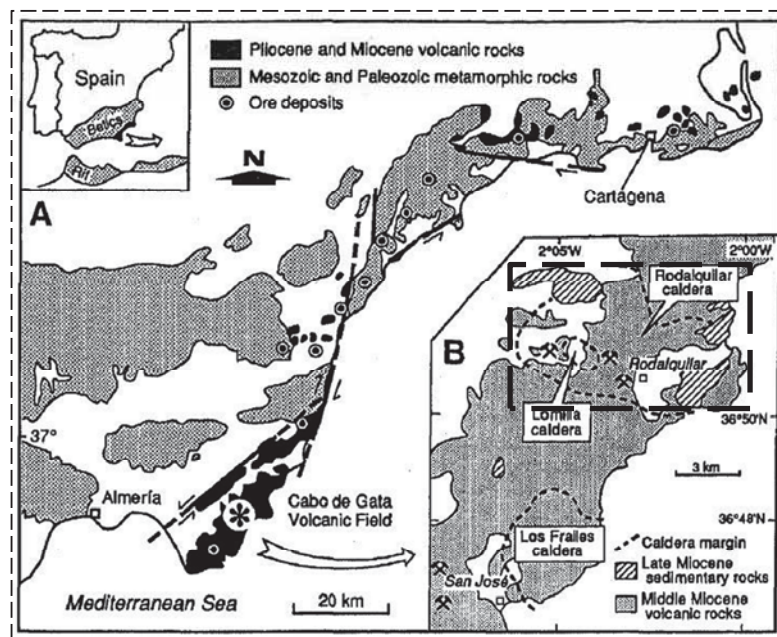 Spain
Betics
Rif
Pliocene and Miocene volcanic rocks
Mesozoic and Paleozoic metamorphic rocks
Ore deposits
N
A
Cartagena
37°
Almería
Cabo de Gata
Volcanic Field
Mediterranean Sea
20 km
2°05'W
2°00'W
Rodalquilar
caldera
B
Rodalquilar
Lomilla
caldera
36°50'N
3 km
36°48'N
Los Frailes
caldera
San José
Caldera margin
Late Miocene
sedimentary rocks
Middle Miocene
volcanic rocks